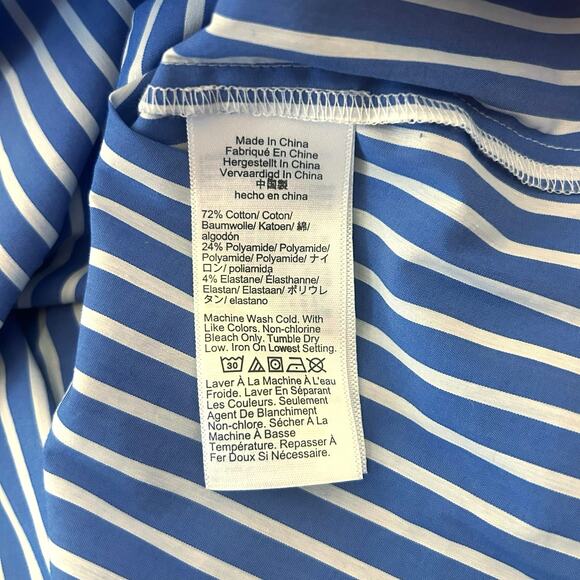 Made In China
Fabriqué En Chine
Hergestellt In China
Vervaardigd In China
中国製
hecho en china
72% Cotton/ Coton/
Baumwolle/ Katoen/ 綿/
algodón
24% Polyamide/ Polyamide/
Polyamide/ Polyamide/ ナイ
ロン/ poliamida
4% Elastane/ Élasthanne/
Elastan/ Elastaan/ ポリウレ
タン/ elastano
Machine Wash Cold. With
Like Colors. Non-chlorine
Bleach Only. Tumble Dry
Low. Iron On Lowest Setting.
30
Laver À La Machine À L'eau
Froide. Laver En Séparant
Les Couleurs. Seulement
Agent De Blanchiment
Non-chlore. Sécher À La
Machine À Basse
Température. Repasser À
Fer Doux Si Nécessaire.